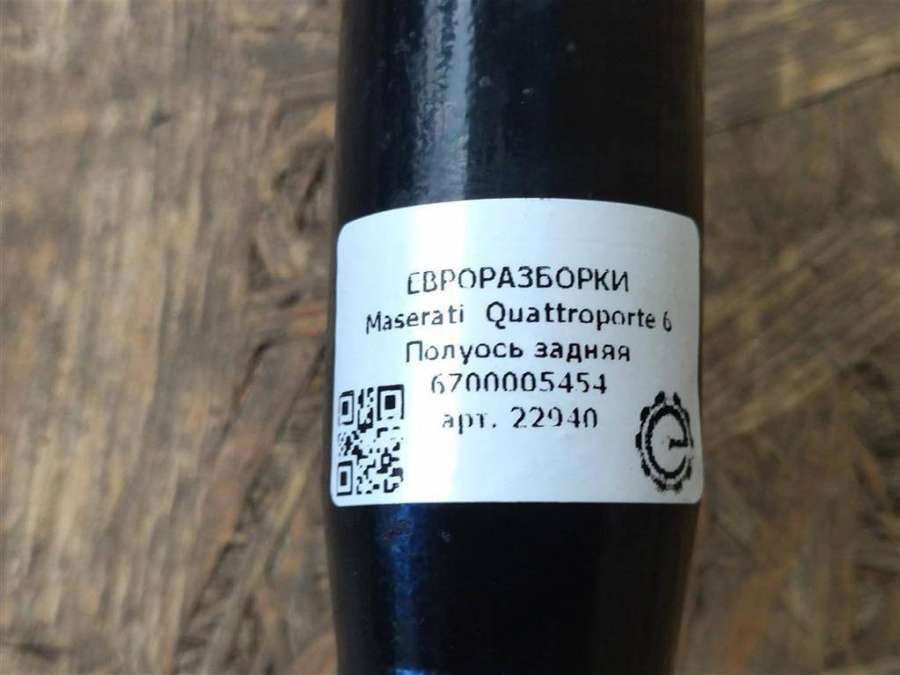 ЕВРОРАЗБОРКИ
Maserati Quattroporte 6
Полуось задняя
6700005454
арт. 22940